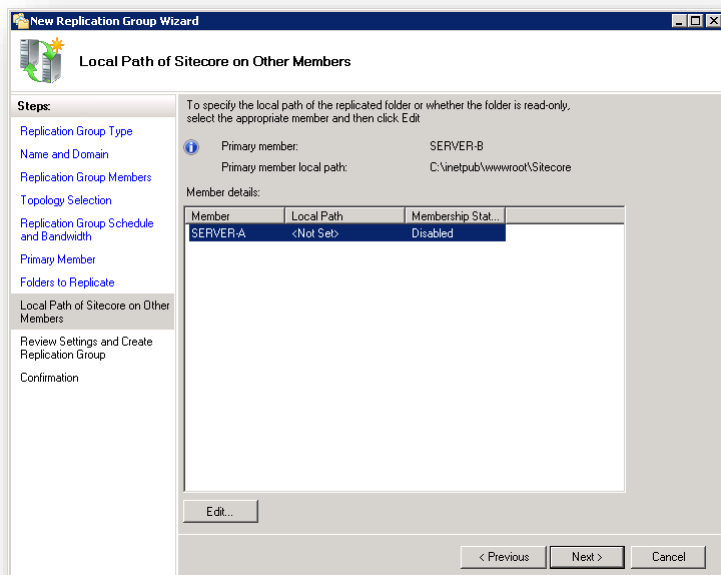 New Replication Group Wizard
Local Path of Sitecore on Other Members
Steps:
Replication Group Type
Name and Domain
Replication Group Members
Topology Selection
Replication Group Schedule
and Bandwidth
Primary Member
Folders to Replicate
Local Path of Sitecore on Other
Members
Review Settings and Create
Replication Group
Confirmation
To specify the local path of the replicated folder or whether the folder is read-only,
select the appropriate member and then click Edit
Primary member: SERVER-B
Primary member local path: C:\inetpub\wwwroot\Sitecore
Member details:
Member Local Path Membership Stat...
SERVER-A <Not Set> Disabled
Edit...
< Previous Next > Cancel